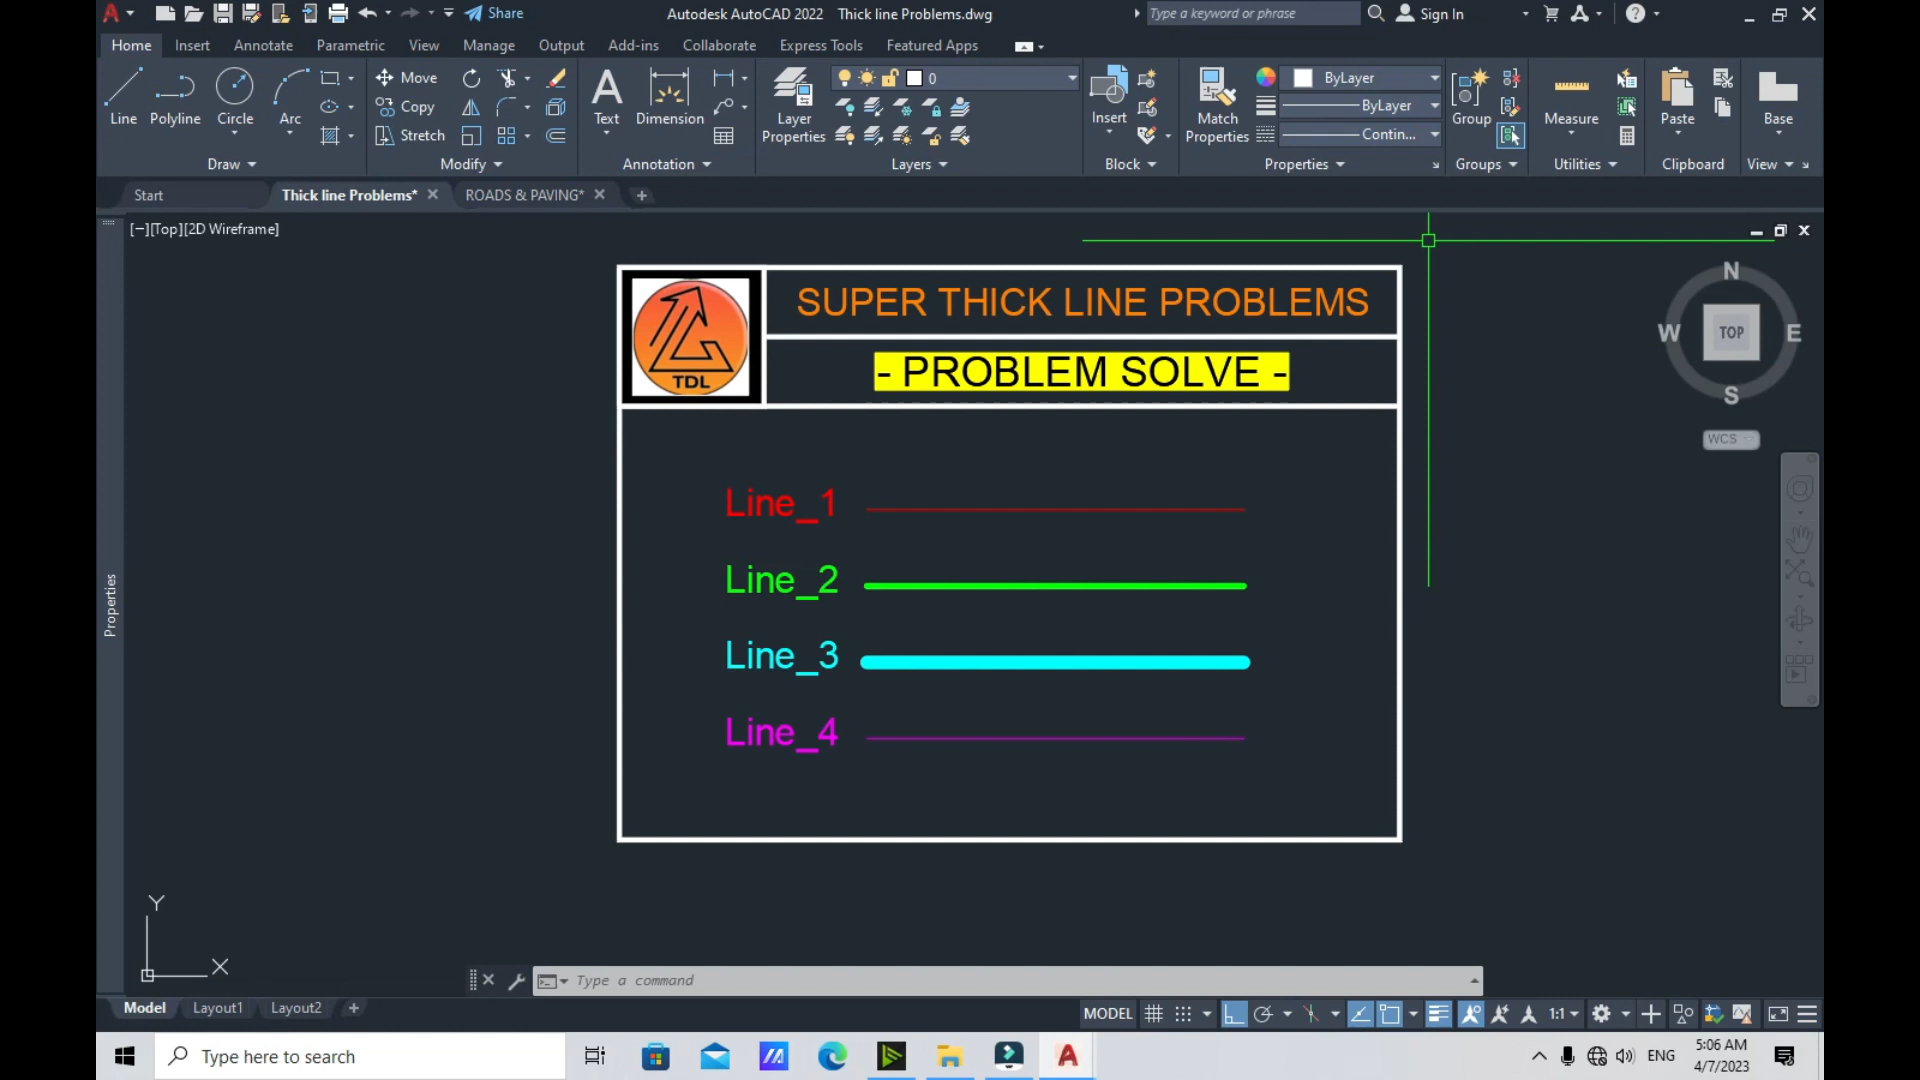 Share
Autodesk AutoCAD 2022 Thick line Problems.dwg
Type a keyword or phrase
Sign In
Home Insert Annotate Parametric View Manage Output Add-ins Collaborate Express Tools Featured Apps
Line Polyline Circle Arc
Move
Copy
Stretch
Text Dimension
Layer Properties
0
Insert
Match Properties
ByLayer
ByLayer
Contin...
Group
Measure
Paste
Base
Draw Modify Annotation Layers Block Properties Groups Utilities Clipboard View
Start Thick line Problems* ROADS & PAVING*
[−][Top][2D Wireframe]
Properties
TDL
SUPER THICK LINE PROBLEMS
- PROBLEM SOLVE -
Line_1
Line_2
Line_3
Line_4
N
W TOP E
S
WCS
Y
X
Type a command
Model Layout1 Layout2
MODEL 1:1
Type here to search
ENG
5:06 AM
4/7/2023